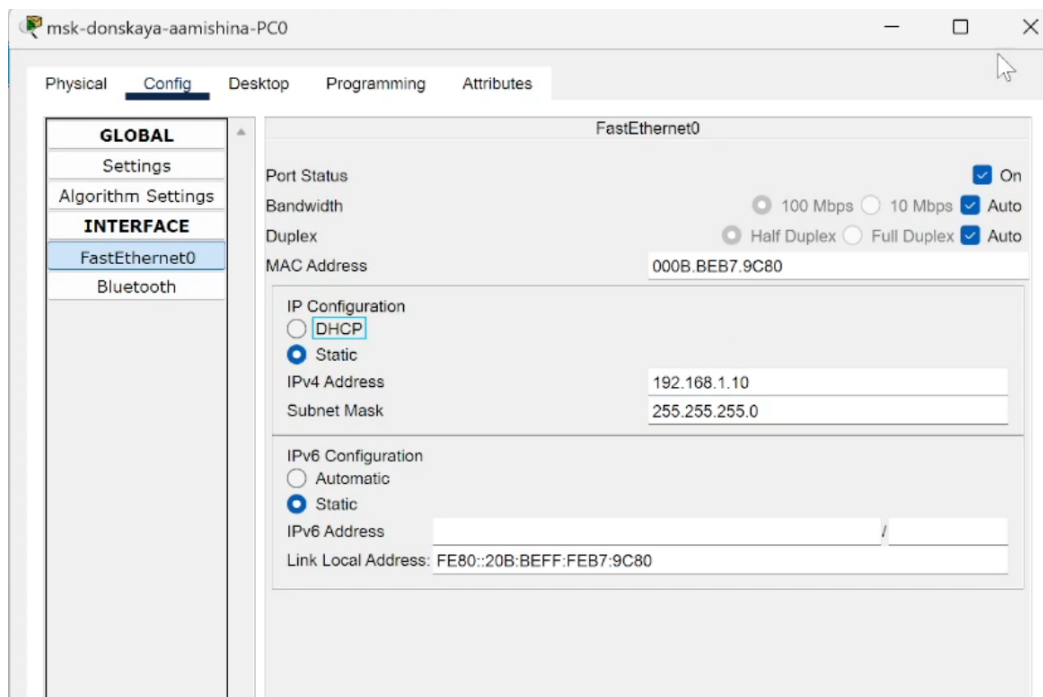 msk-donskaya-aamishina-PC0
Physical Config Desktop Programming Attributes
GLOBAL
Settings
Algorithm Settings
INTERFACE
FastEthernet0
Bluetooth
FastEthernet0
Port Status On
Bandwidth 100 Mbps 10 Mbps Auto
Duplex Half Duplex Full Duplex Auto
MAC Address 000B.BEB7.9C80
IP Configuration
DHCP
Static
IPv4 Address 192.168.1.10
Subnet Mask 255.255.255.0
IPv6 Configuration
Automatic
Static
IPv6 Address /
Link Local Address: FE80::20B:BEFF:FEB7:9C80